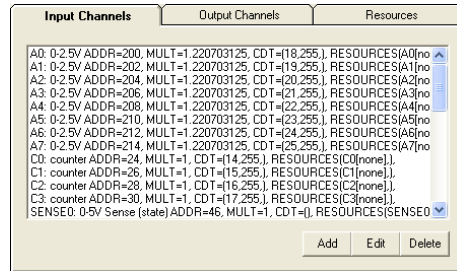 Input Channels
Output Channels
Resources
A0: 0-2.5V ADDR=200, MULT=1.220703125, CDT=(18,255,), RESOURCES(A0[no
A1: 0-2.5V ADDR=202, MULT=1.220703125, CDT=(19,255,), RESOURCES(A1[no
A2: 0-2.5V ADDR=204, MULT=1.220703125, CDT=(20,255,), RESOURCES(A2[no
A3: 0-2.5V ADDR=206, MULT=1.220703125, CDT=(21,255,), RESOURCES(A3[no
A4: 0-2.5V ADDR=208, MULT=1.220703125, CDT=(22,255,), RESOURCES(A4[no
A5: 0-2.5V ADDR=210, MULT=1.220703125, CDT=(23,255,), RESOURCES(A5[no
A6: 0-2.5V ADDR=212, MULT=1.220703125, CDT=(24,255,), RESOURCES(A6[no
A7: 0-2.5V ADDR=214, MULT=1.220703125, CDT=(25,255,), RESOURCES(A7[no
C0: counter ADDR=24, MULT=1, CDT=(14,255,), RESOURCES(C0[none],),
C1: counter ADDR=26, MULT=1, CDT=(15,255,), RESOURCES(C1[none],),
C2: counter ADDR=28, MULT=1, CDT=(16,255,), RESOURCES(C2[none],),
C3: counter ADDR=30, MULT=1, CDT=(17,255,), RESOURCES(C3[none],),
SENSE0: 0-5V Sense (state) ADDR=46, MULT=1, CDT=(), RESOURCES(SENSE0
Add
Edit
Delete